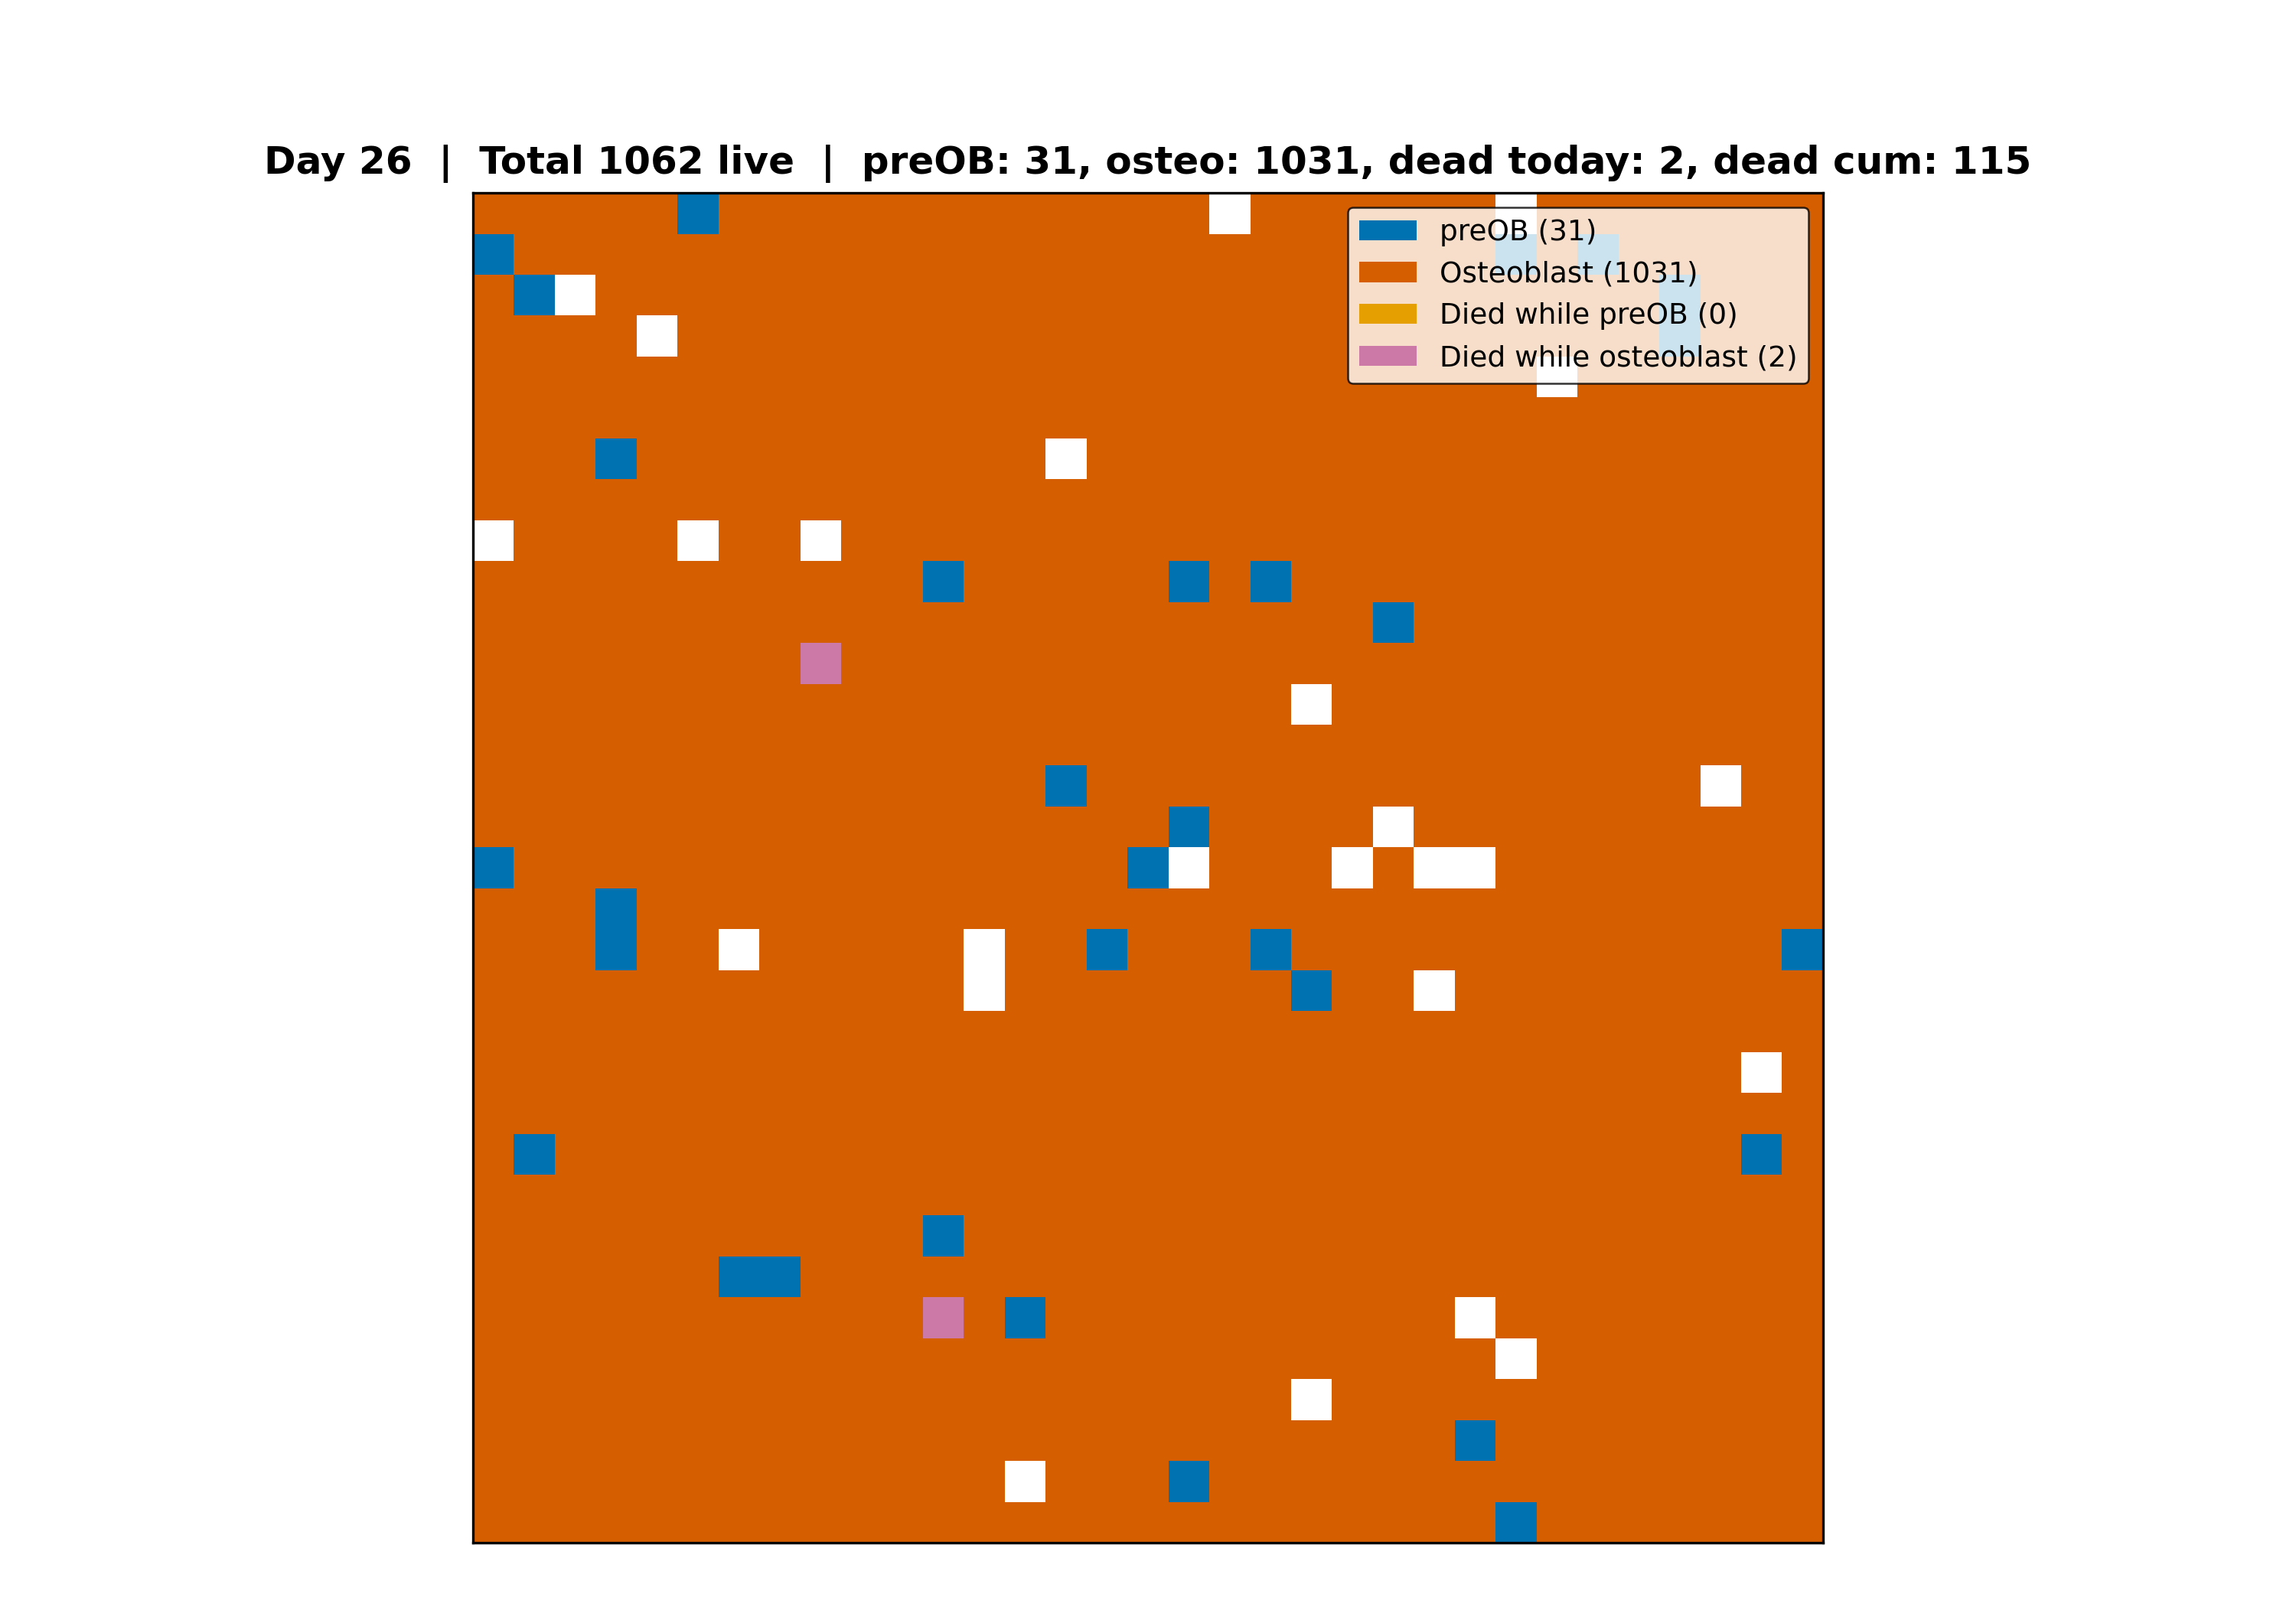 Day 26 | Total 1062 live | preOB: 31, osteo: 1031, dead today: 2, dead cum: 115
preOB (31)
Osteoblast (1031)
Died while preOB (0)
Died while osteoblast (2)